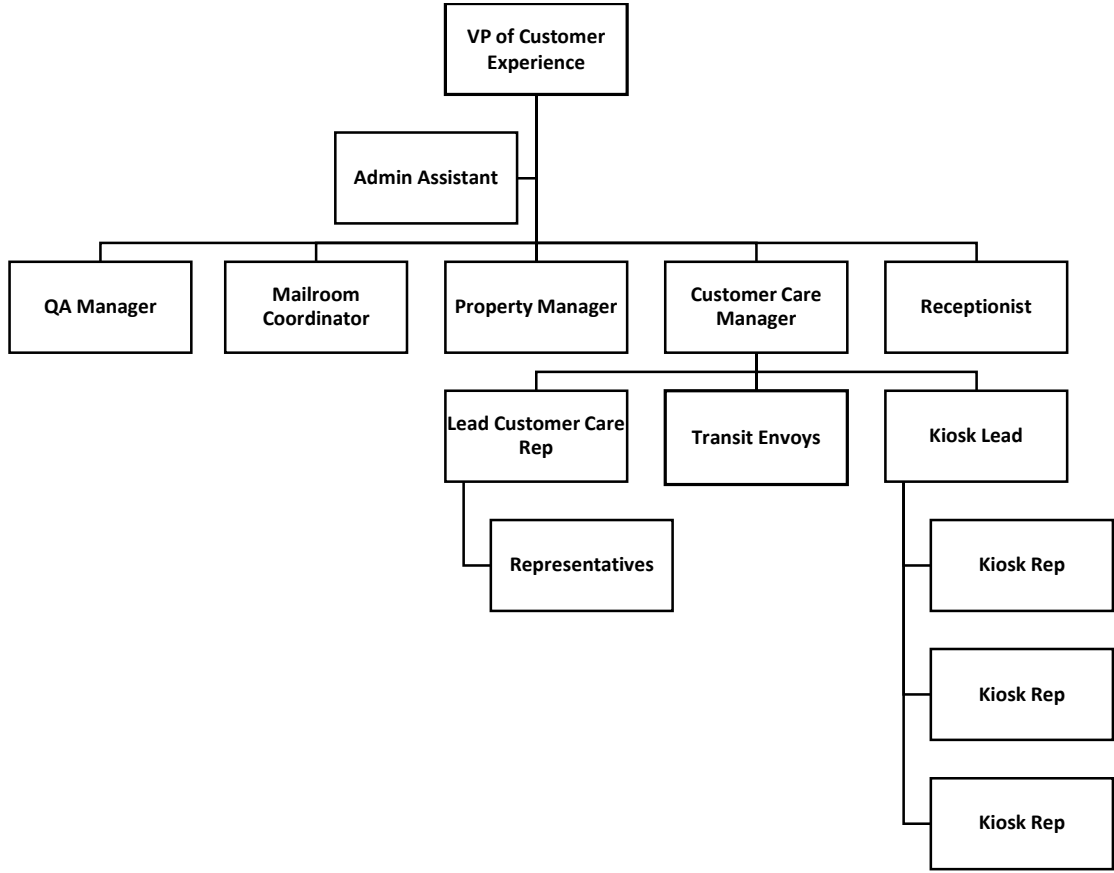 VP of Customer
Experience
Admin Assistant
QA Manager
Mailroom
Coordinator
Property Manager
Customer Care
Manager
Receptionist
Lead Customer Care
Rep
Transit Envoys
Kiosk Lead
Representatives
Kiosk Rep
Kiosk Rep
Kiosk Rep